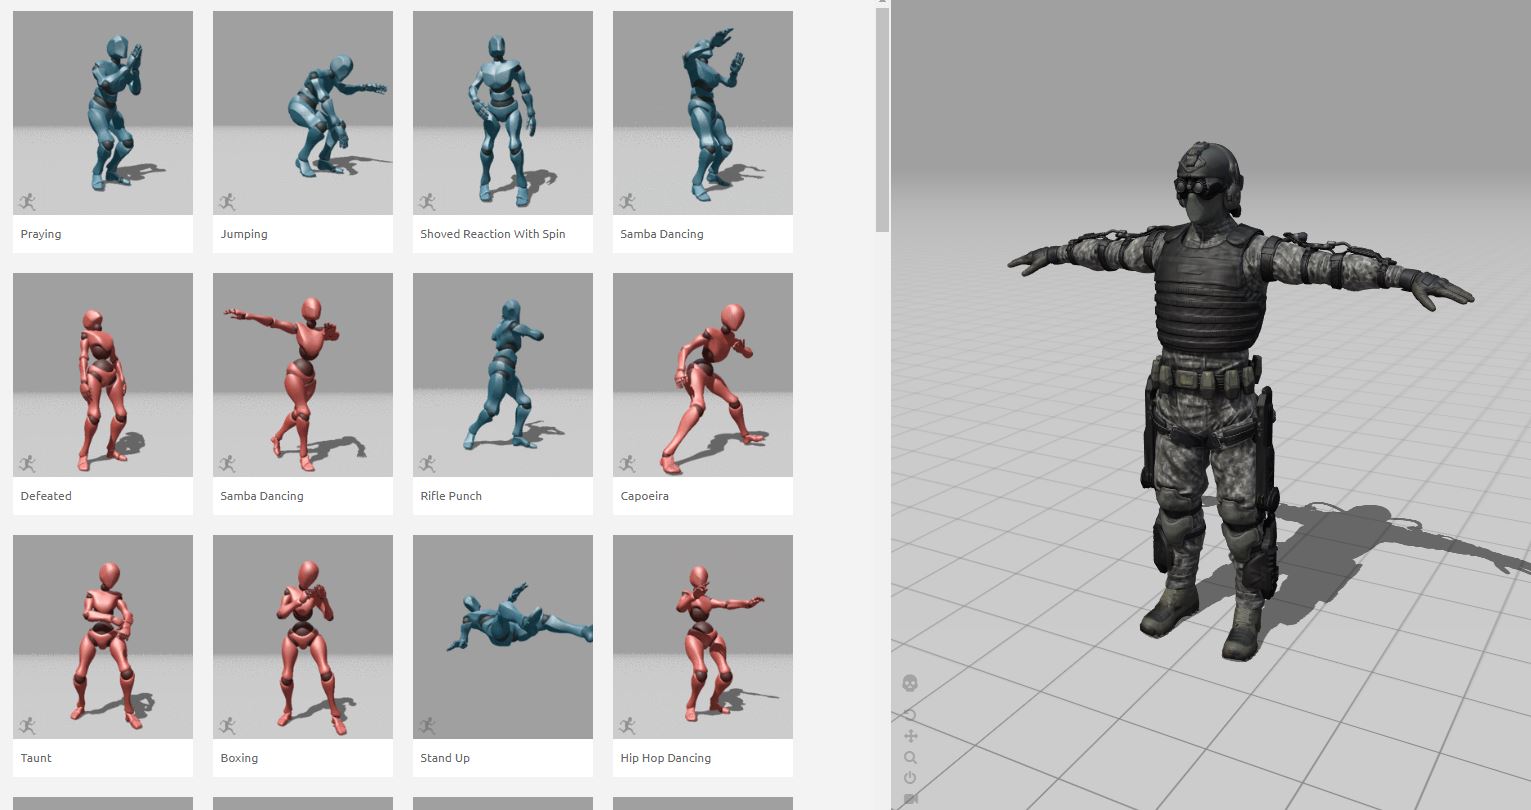 Praying
Jumping
Shoved Reaction With Spin
Samba Dancing
Defeated
Samba Dancing
Rifle Punch
Capoeira
Taunt
Boxing
Stand Up
Hip Hop Dancing